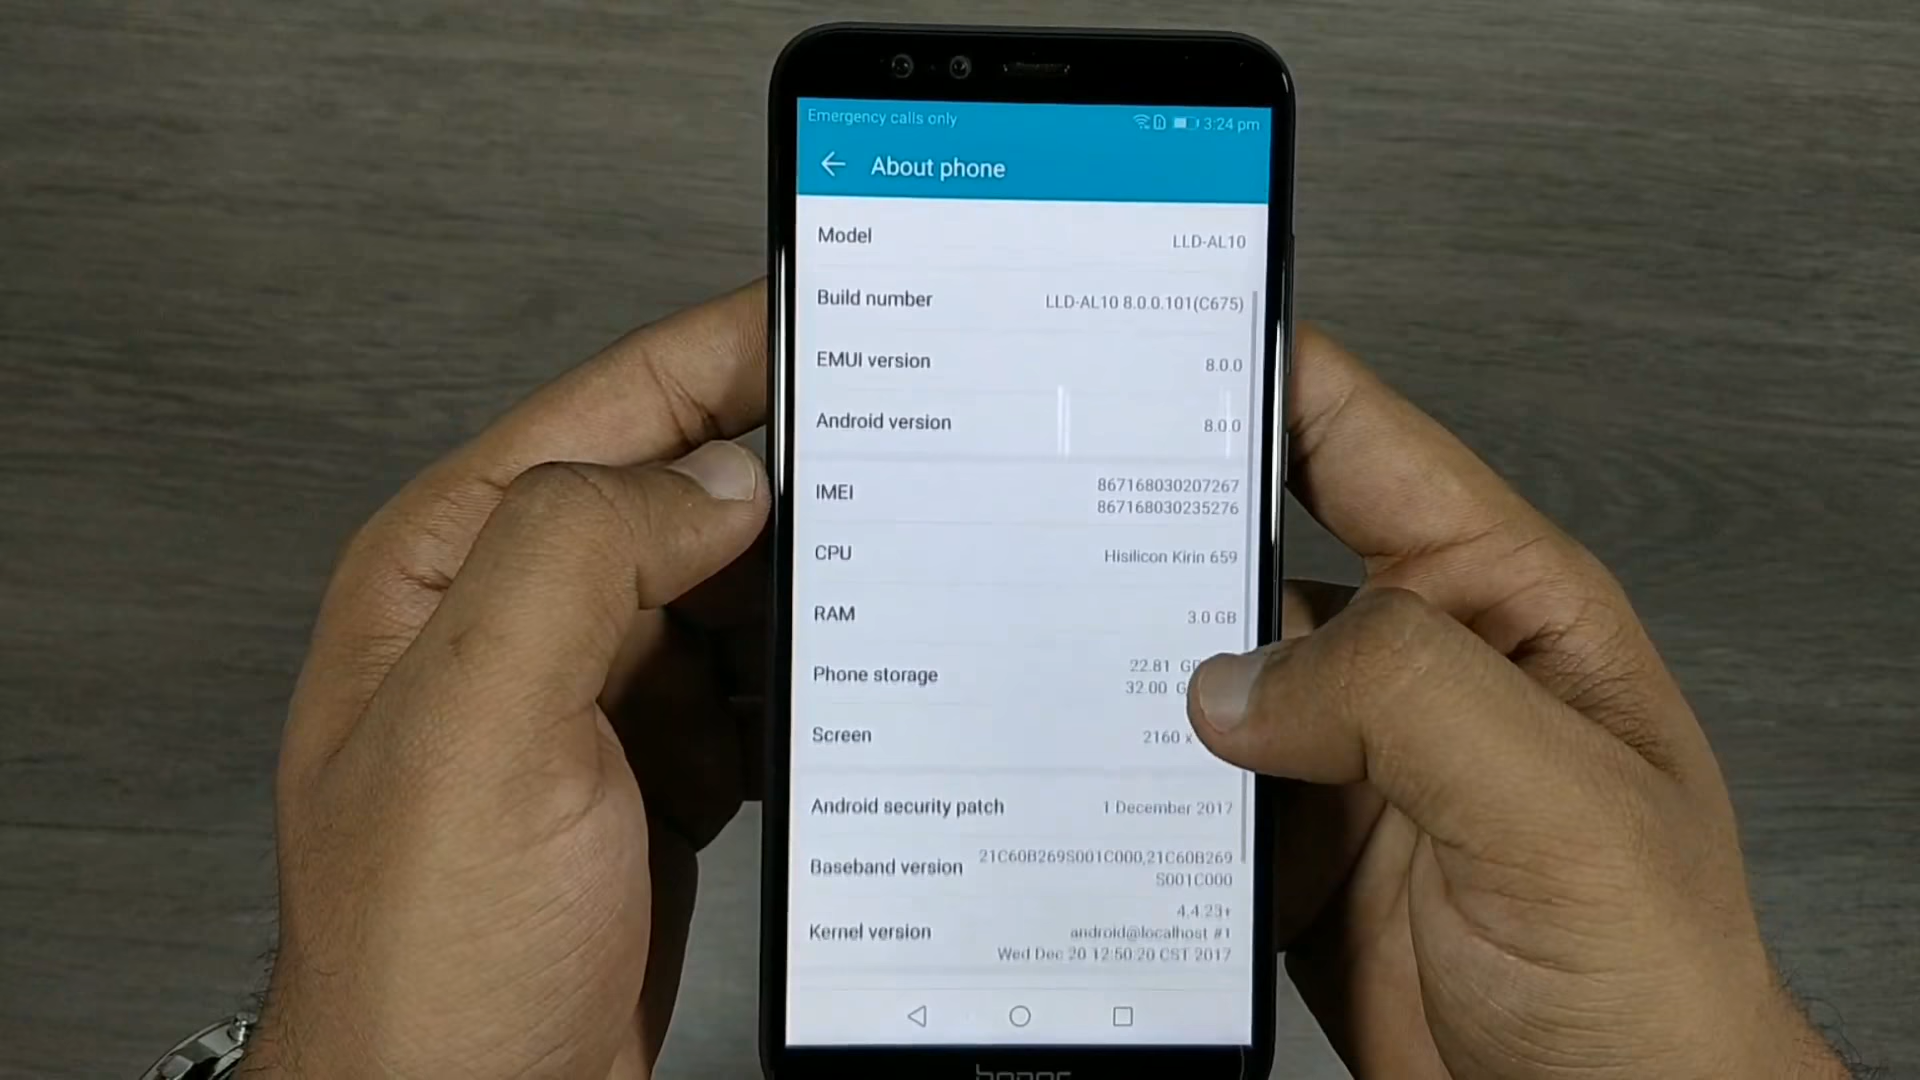 Emergency calls only
3:24 pm
About phone
Model
LLD-AL10
Build number
LLD-AL10 8.0.0.101(C675)
EMUI version
8.0.0
Android version
8.0.0
IMEI
867168030207267
867168030235276
CPU
Hisilicon Kirin 659
RAM
3.0 GB
Phone storage
22.81
32.00
Screen
2160 x
Android security patch
1 December 2017
Baseband version
21C60B269S001C000,21C60B269
S001C000
Kernel version
4.4.23+
android@localhost #1
Wed Dec 20 12:50:20 CST 2017
honor